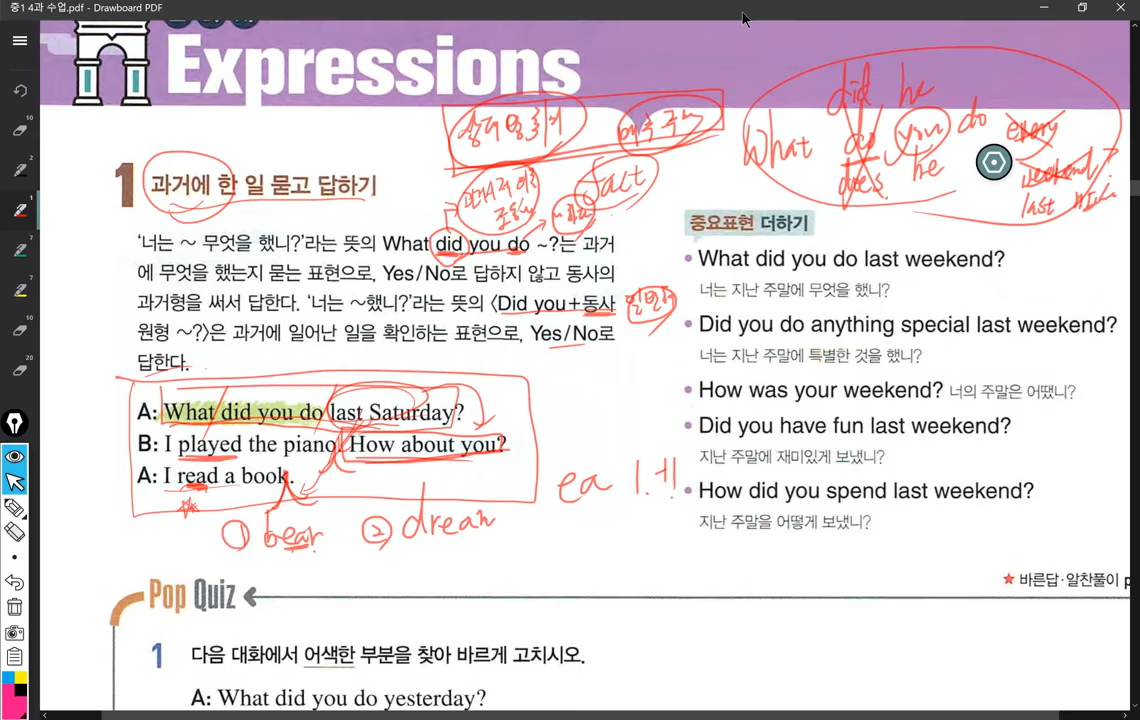 중1 4과 수업.pdf - Drawboard PDF
Expressions
did he
What do you do every
does he weekend
last
fact
1 과거에 한 일 묻고 답하기
'너는 ~ 무엇을 했니?'라는 뜻의 What did you do ~?는 과거
에 무엇을 했는지 묻는 표현으로, Yes/No로 답하지 않고 동사의
과거형을 써서 답한다. '너는 ~했니?'라는 뜻의 〈Did you+동사
원형 ~?〉은 과거에 일어난 일을 확인하는 표현으로, Yes/No로
답한다.
A: What did you do last Saturday?
B: I played the piano. How about you?
A: I read a book.
① bear ② dream
ea
중요표현 더하기
• What did you do last weekend?
너는 지난 주말에 무엇을 했니?
• Did you do anything special last weekend?
너는 지난 주말에 특별한 것을 했니?
• How was your weekend? 너의 주말은 어땠니?
• Did you have fun last weekend?
지난 주말에 재미있게 보냈니?
• How did you spend last weekend?
지난 주말을 어떻게 보냈니?
★ 바른답·알찬풀이 p
Pop Quiz
1 다음 대화에서 어색한 부분을 찾아 바르게 고치시오.
A: What did you do yesterday?
10
2
1
7
7
10
20